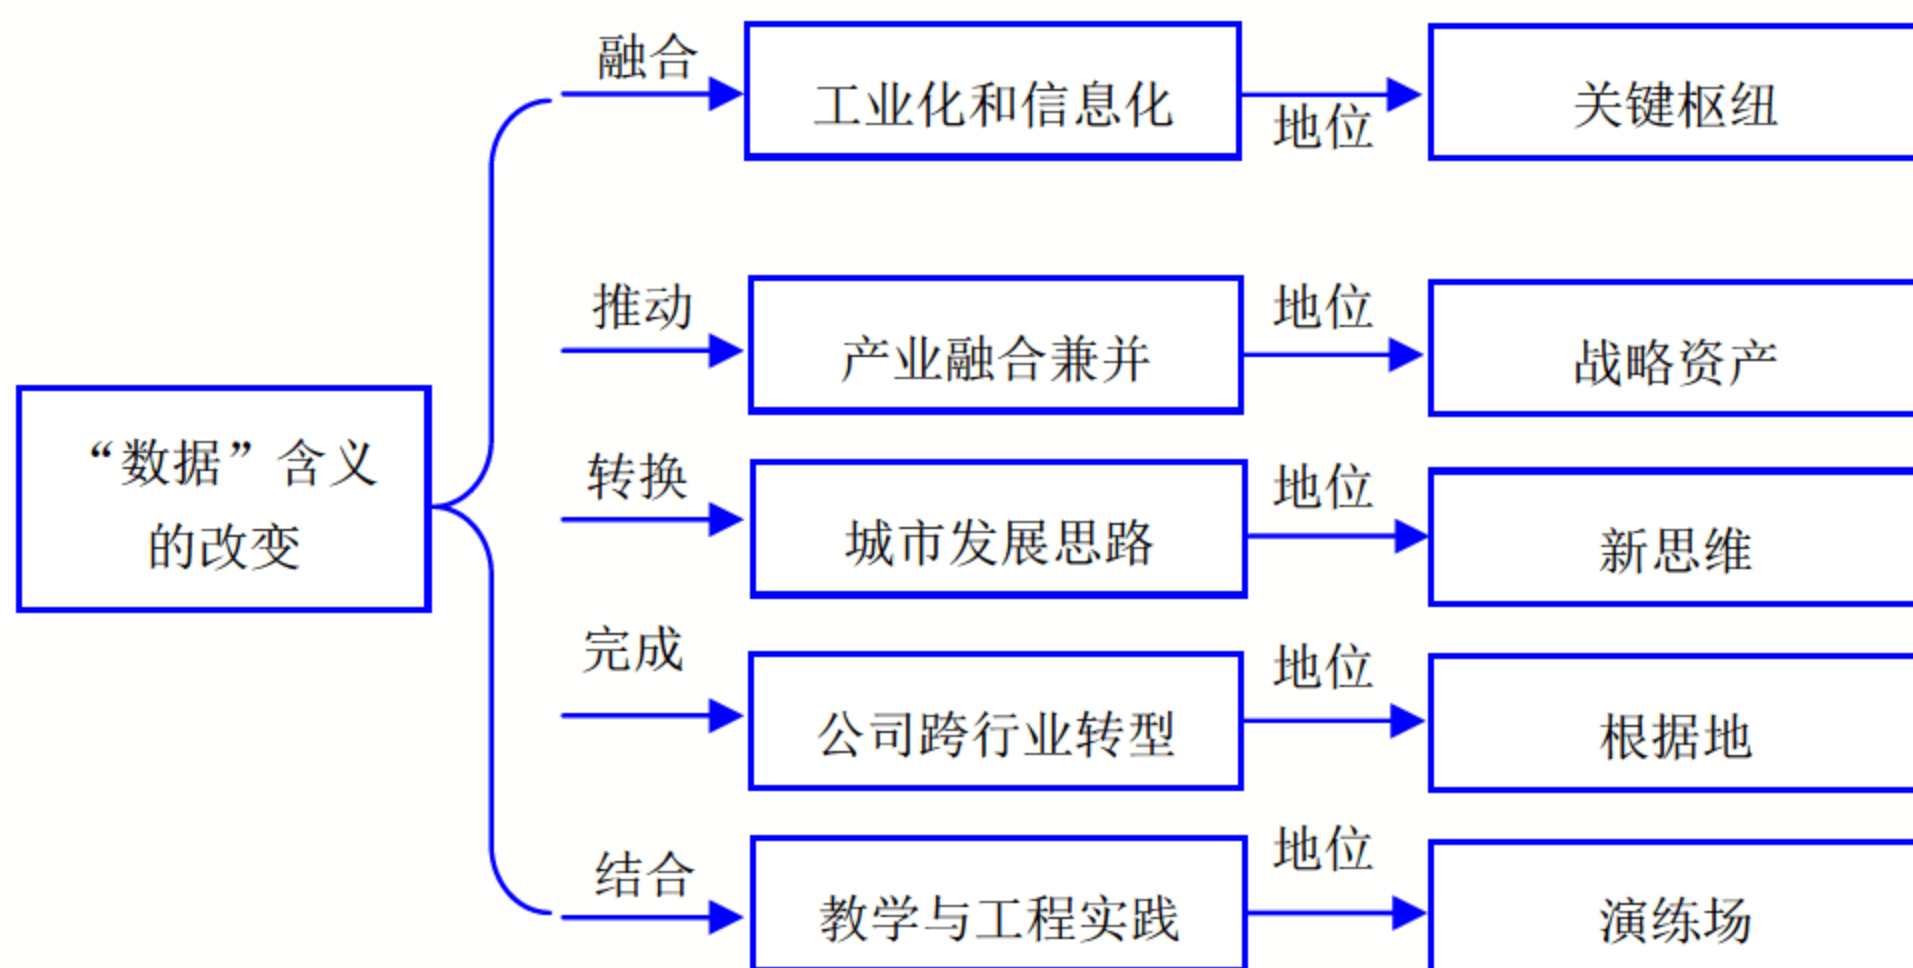 融合
工业化和信息化
地位
关键枢纽
推动
产业融合兼并
地位
战略资产
“数据”含义
的改变
转换
城市发展思路
地位
新思维
完成
公司跨行业转型
地位
根据地
结合
教学与工程实践
地位
演练场